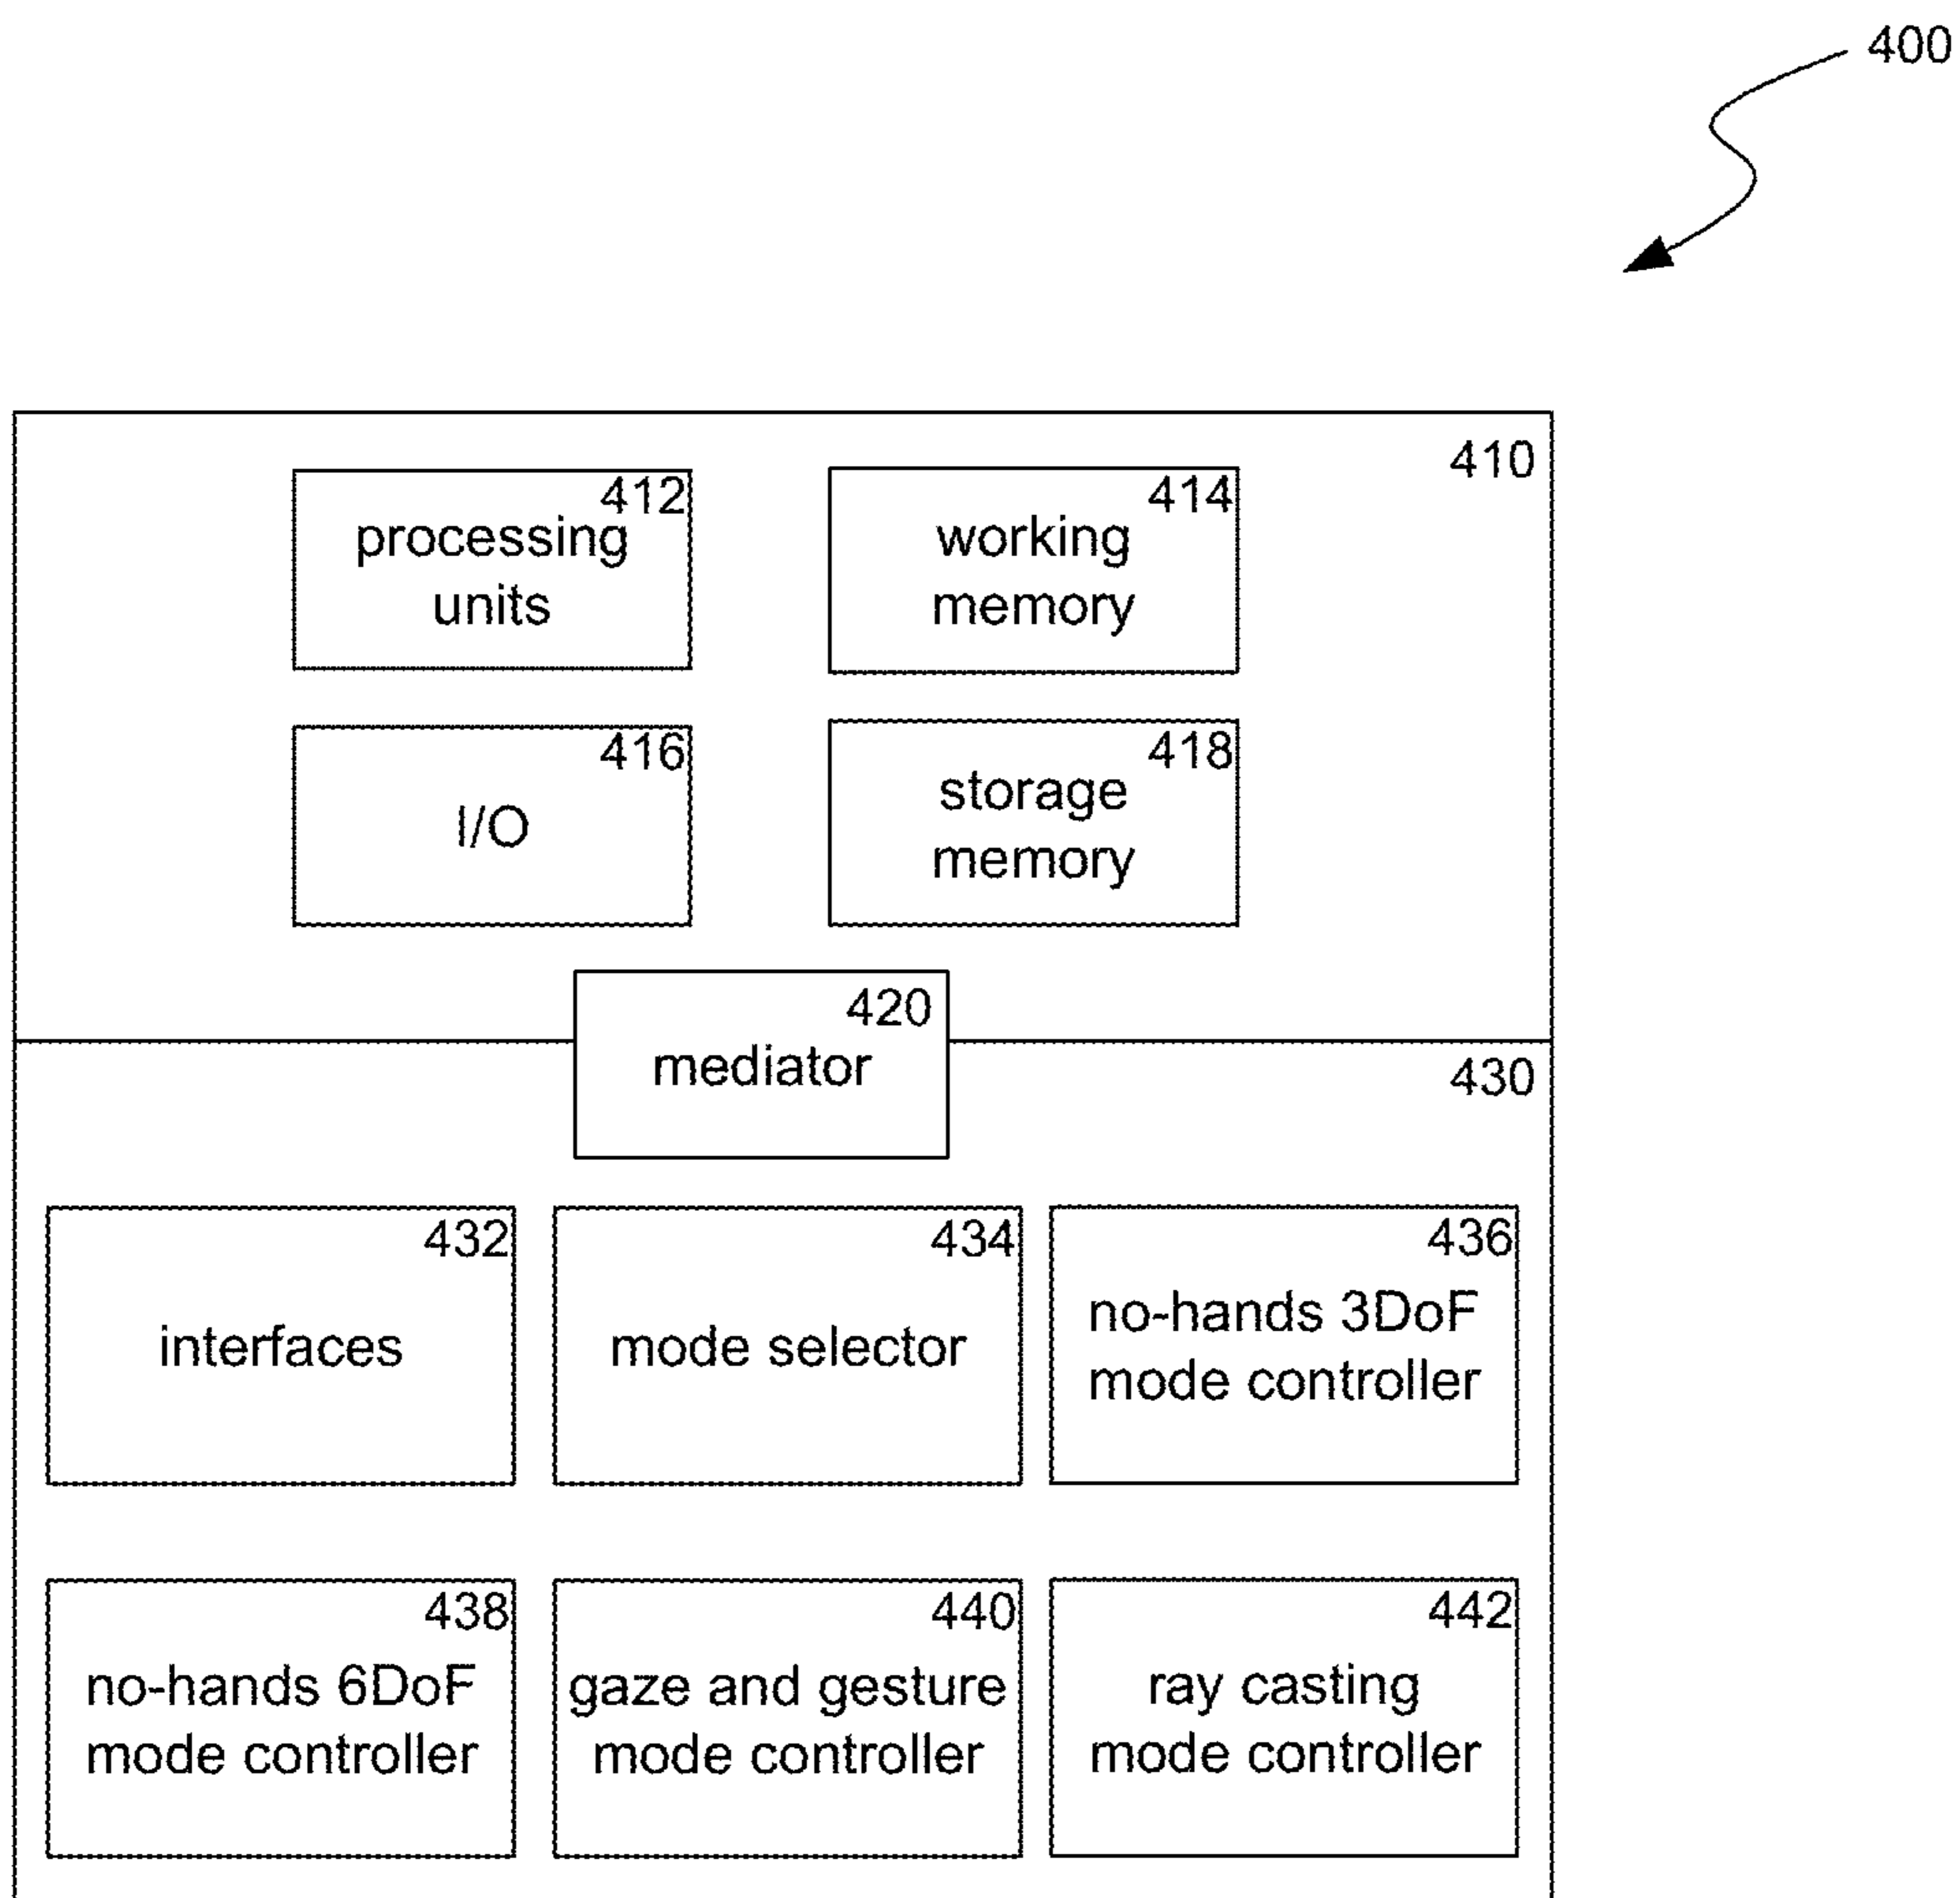 400
410
412
processing
units
414
working
memory
416
I/O
418
storage
memory
420
mediator
430
432
interfaces
434
mode selector
436
no-hands 3DoF
mode controller
438
no-hands 6DoF
mode controller
440
gaze and gesture
mode controller
442
ray casting
mode controller